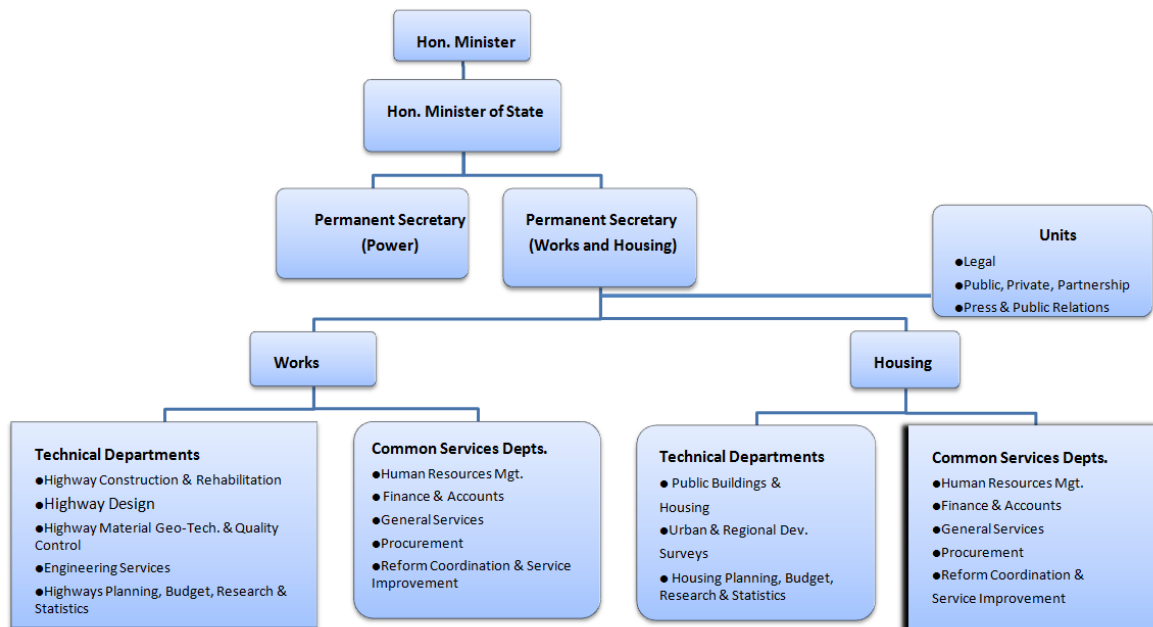 Hon. Minister
Hon. Minister of State
Permanent Secretary
(Power)
Permanent Secretary
(Works and Housing)
Units
●Legal
●Public, Private, Partnership
●Press & Public Relations
Works
Housing
Technical Departments
●Highway Construction & Rehabilitation
●Highway Design
●Highway Material Geo-Tech. & Quality
Control
●Engineering Services
●Highways Planning, Budget, Research &
Statistics
Common Services Depts.
●Human Resources Mgt.
●Finance & Accounts
●General Services
●Procurement
●Reform Coordination & Service
Improvement
Technical Departments
● Public Buildings &
Housing
●Urban & Regional Dev.
Surveys
● Housing Planning, Budget,
Research & Statistics
Common Services Depts.
●Human Resources Mgt.
●Finance & Accounts
●General Services
●Procurement
●Reform Coordination &
Service Improvement